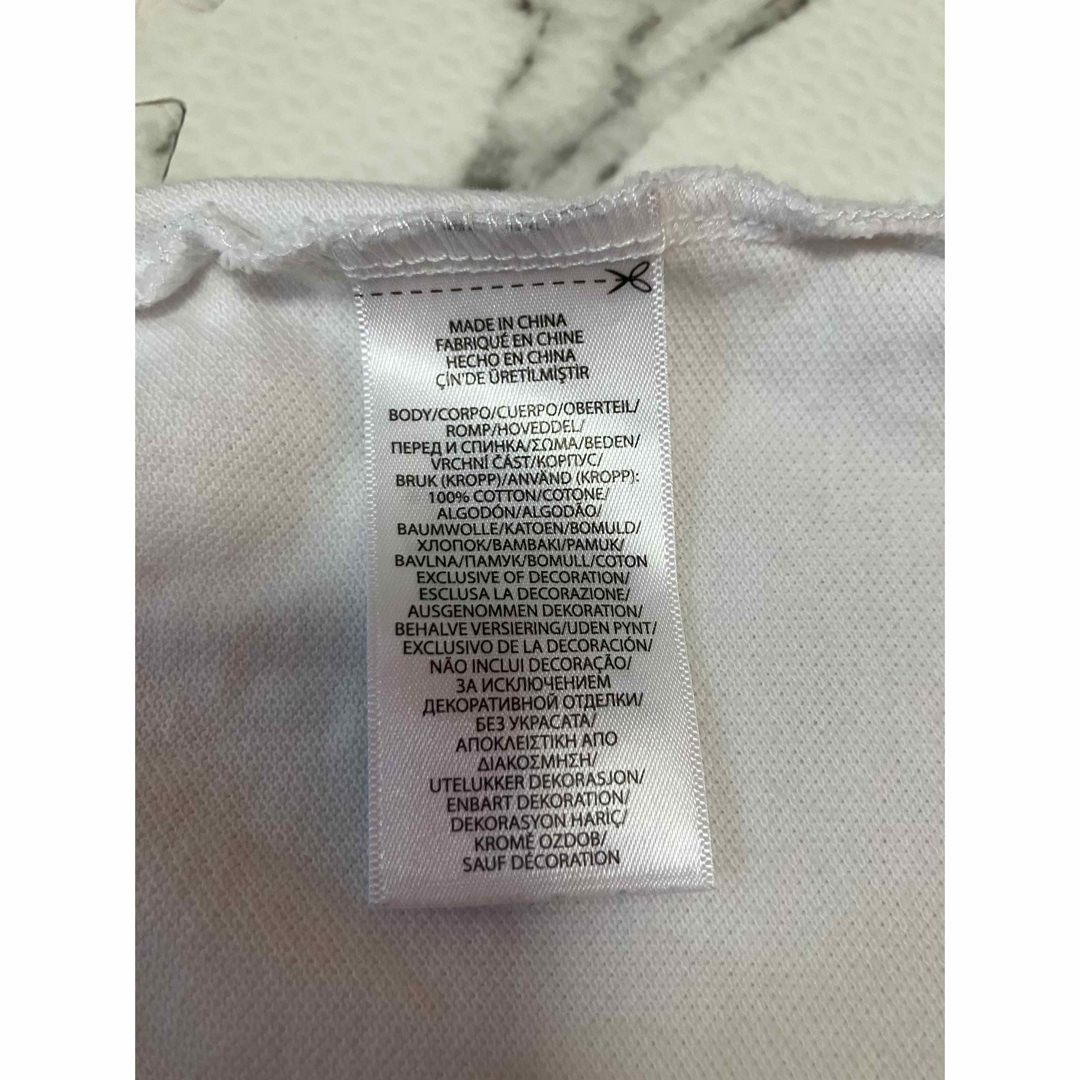 MADE IN CHINA
FABRIQUÉ EN CHINE
HECHO EN CHINA
ÇİN'DE ÜRETİLMİŞTİR
BODY/CORPO/CUERPO/OBERTEIL/
ROMP/HOVEDDEL/
ПЕРЕД И СПИНКА/ΣΩΜΑ/BEDEN/
VRCHNÍ ČÁST/КОРПУС/
BRUK (KROPP)/ANVÄND (KROPP):
100% COTTON/COTONE/
ALGODÓN/ALGODÃO/
BAUMWOLLE/KATOEN/BOMULD/
ХЛОПОК/ΒΑΜΒΑΚΙ/PAMUK/
BAVLNA/ПАМУК/BOMULL/COTON
EXCLUSIVE OF DECORATION/
ESCLUSA LA DECORAZIONE/
AUSGENOMMEN DEKORATION/
BEHALVE VERSIERING/UDEN PYNT/
EXCLUSIVO DE LA DECORACIÓN/
NÃO INCLUI DECORAÇÃO/
ЗА ИСКЛЮЧЕНИЕМ
ДЕКОРАТИВНОЙ ОТДЕЛКИ/
БЕЗ УКРАСАТА/
ΑΠΟΚΛΕΙΣΤΙΚΗ ΑΠΟ
ΔΙΑΚΟΣΜΗΣΗ/
UTELUKKER DEKORASJON/
ENBART DEKORATION/
DEKORASYON HARİÇ/
KROMĚ OZDOB/
SAUF DÉCORATION